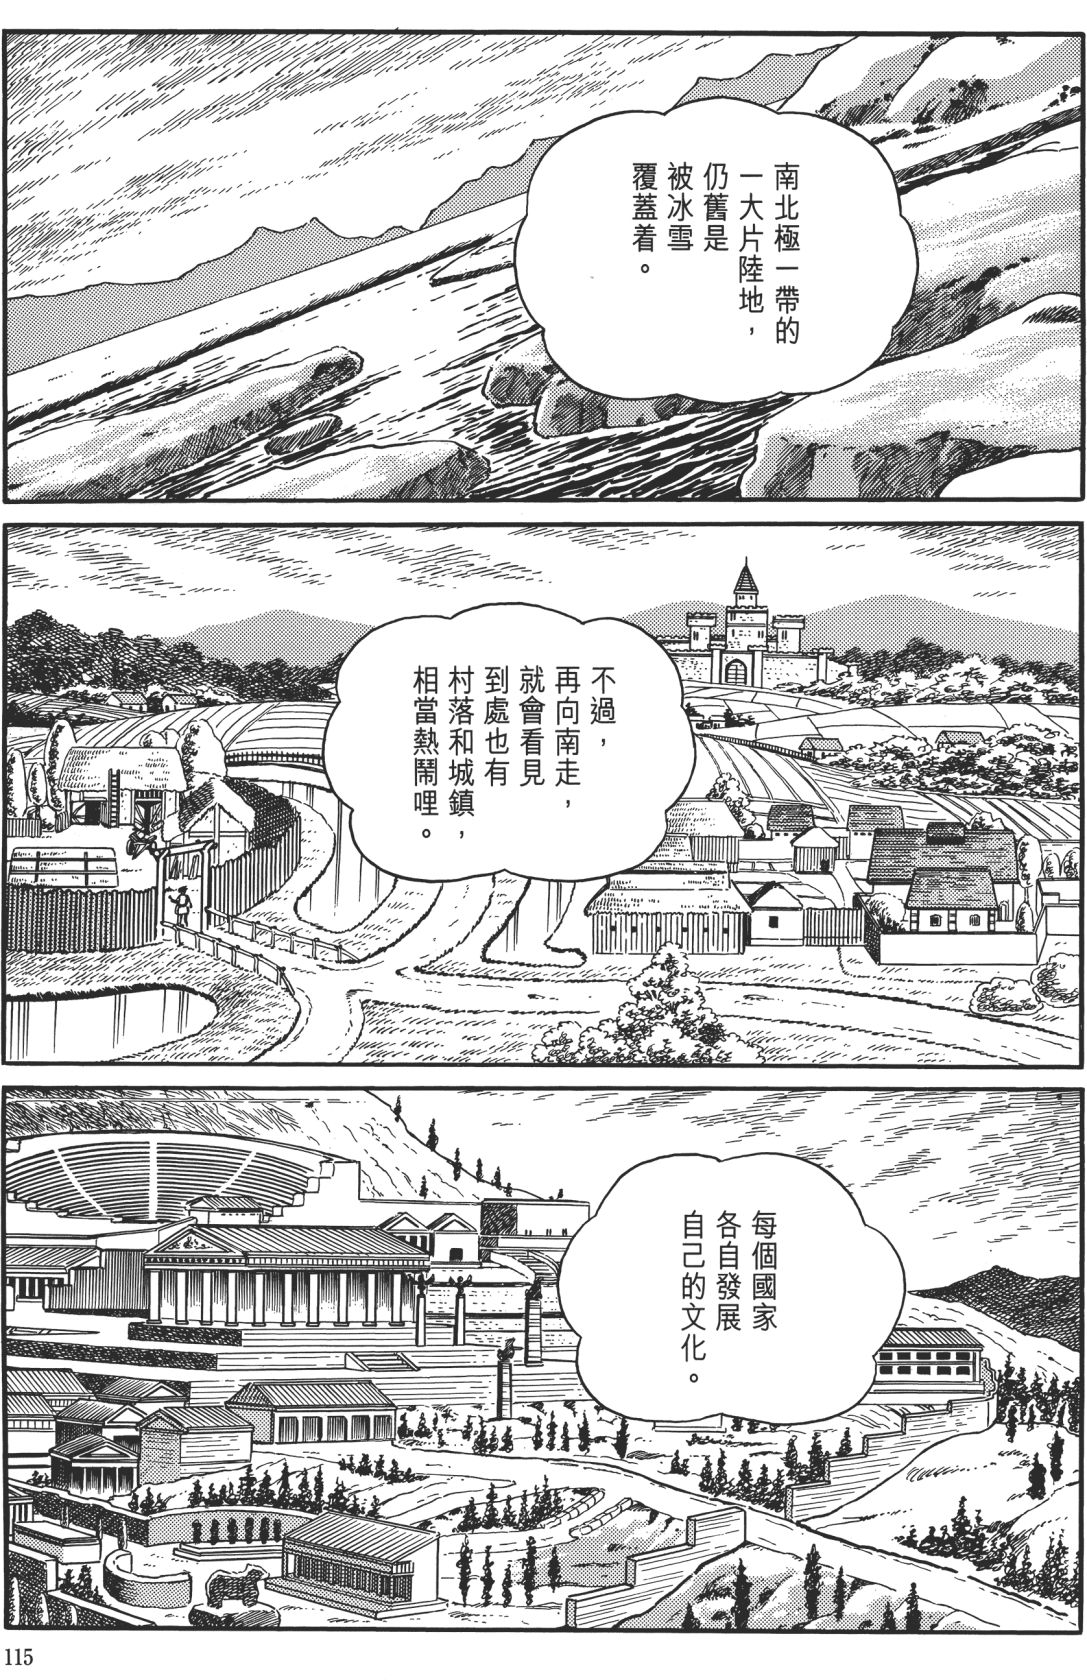 南北極一帶的
一大片陸地，
仍舊是
被冰雪
覆蓋着。
不過，
再向南走，
就會看見
到處也有
村落和城鎮，
相當熱鬧哩。
每個國家
各自發展
自己的文化。
115